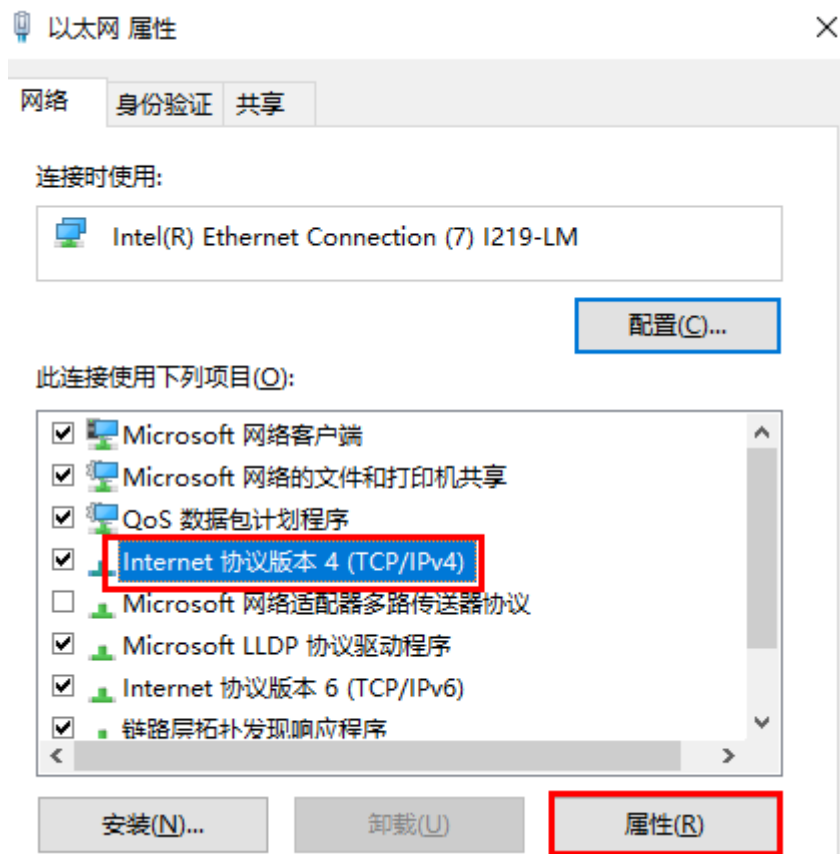 以太网 属性
网络 身份验证 共享
连接时使用:
Intel(R) Ethernet Connection (7) I219-LM
配置(C)...
此连接使用下列项目(O):
Microsoft 网络客户端
Microsoft 网络的文件和打印机共享
QoS 数据包计划程序
Internet 协议版本 4 (TCP/IPv4)
Microsoft 网络适配器多路传送器协议
Microsoft LLDP 协议驱动程序
Internet 协议版本 6 (TCP/IPv6)
链路层拓扑发现响应程序
安装(N)... 卸载(U) 属性(R)